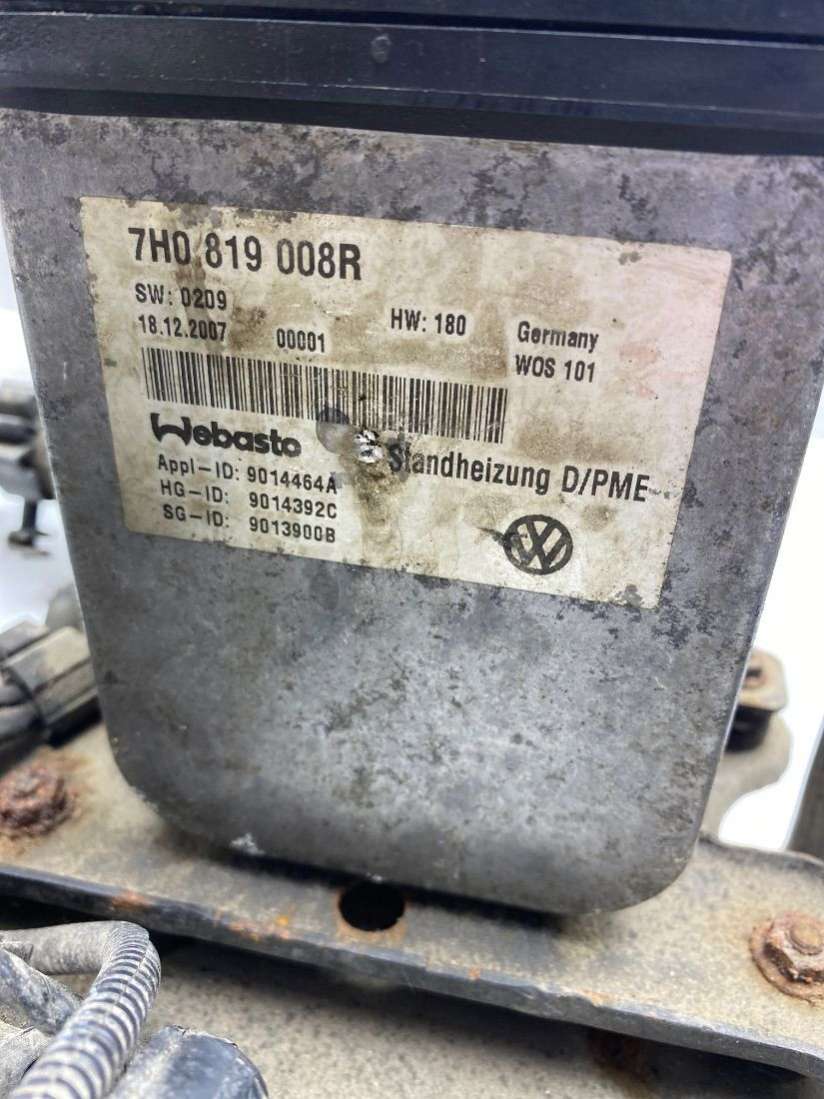 7H0 819 008R
SW: 0209
18.12.2007 00001 HW: 180 Germany
WOS 101
Webasto Standheizung D/PME
Appl-ID: 9014464A
HG-ID: 9014392C
SG-ID: 9013900B